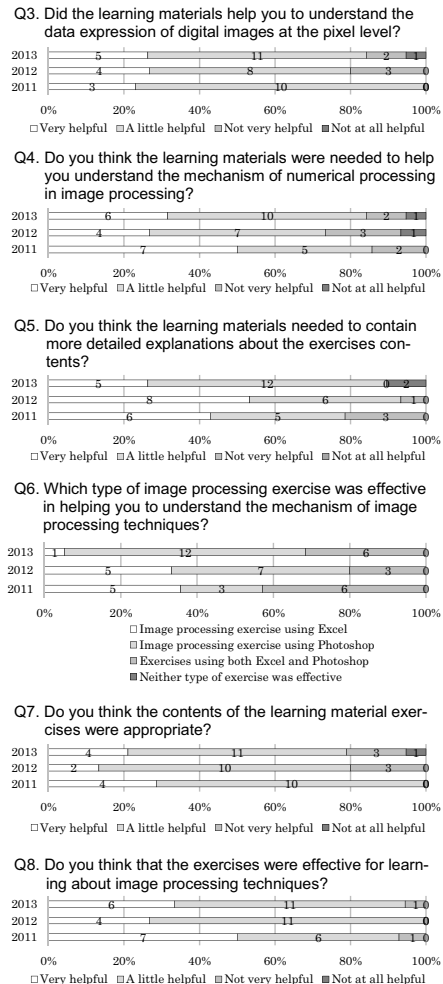 Q3. Did the learning materials help you to understand the
data expression of digital images at the pixel level?
2013 5 11 2 1
2012 4 8 3 0
2011 3 10 0
0% 20% 40% 60% 80% 100%
□Very helpful □A little helpful □Not very helpful ■Not at all helpful
Q4. Do you think the learning materials were needed to help
you understand the mechanism of numerical processing
in image processing?
2013 6 10 2 1
2012 4 7 3 1
2011 7 5 2 0
0% 20% 40% 60% 80% 100%
□Very helpful □A little helpful □Not very helpful ■Not at all helpful
Q5. Do you think the learning materials needed to contain
more detailed explanations about the exercises con-
tents?
2013 5 12 0 2
2012 8 6 1 0
2011 6 5 3 0
0% 20% 40% 60% 80% 100%
□Very helpful □A little helpful □Not very helpful ■Not at all helpful
Q6. Which type of image processing exercise was effective
in helping you to understand the mechanism of image
processing techniques?
2013 1 12 6 0
2012 5 7 3 0
2011 5 3 6 0
0% 20% 40% 60% 80% 100%
□Image processing exercise using Excel
□Image processing exercise using Photoshop
□Exercises using both Excel and Photoshop
■Neither type of exercise was effective
Q7. Do you think the contents of the learning material exer-
cises were appropriate?
2013 4 11 3 1
2012 2 10 3 0
2011 4 10 0
0% 20% 40% 60% 80% 100%
□Very helpful □A little helpful □Not very helpful ■Not at all helpful
Q8. Do you think that the exercises were effective for learn-
ing about image processing techniques?
2013 6 11 1 0
2012 4 11 0
2011 7 6 1 0
0% 20% 40% 60% 80% 100%
□Very helpful □A little helpful □Not very helpful ■Not at all helpful